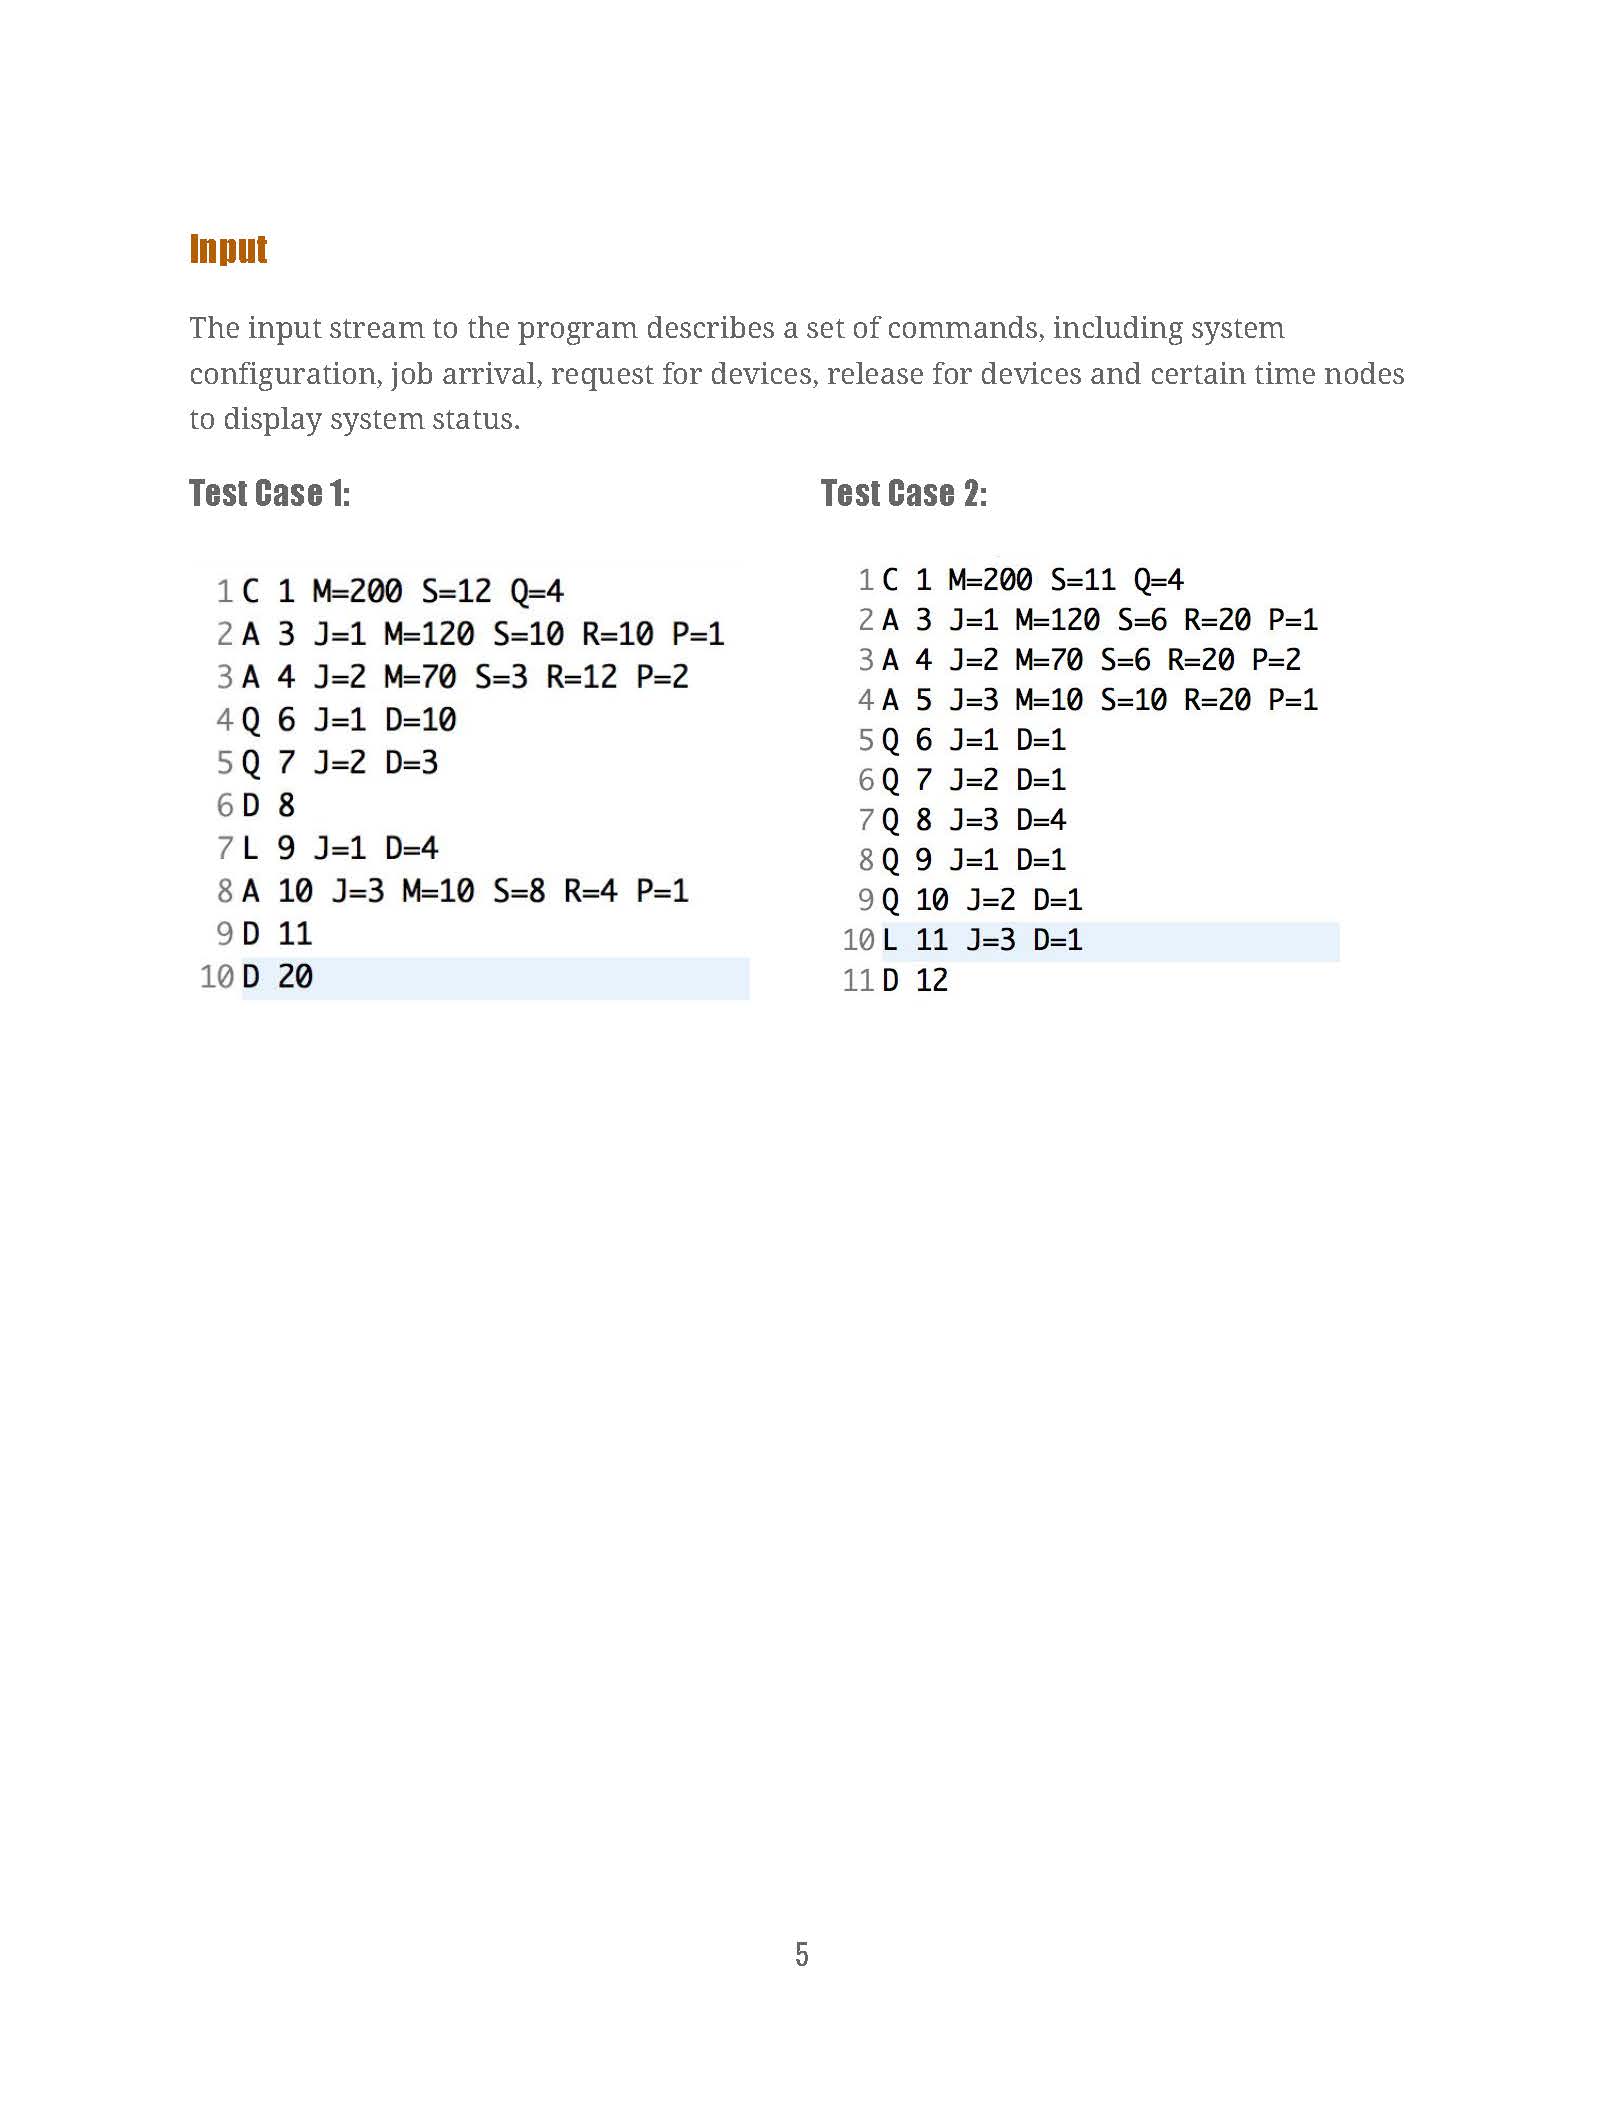 Input
The input stream to the program describes a set of commands, including system
configuration, job arrival, request for devices, release for devices and certain time nodes
to display system status.
Test Case 1:
1 C 1 M=200 S=12 Q=4
2 A 3 J=1 M=120 S=10 R=10 P=1
3 A 4 J=2 M=70 S=3 R=12 P=2
4 Q 6 J=1 D=10
5 Q 7 J=2 D=3
6 D 8
7 L 9 J=1 D=4
8 A 10 J=3 M=10 S=8 R=4 P=1
9 D 11
10 D 20
Test Case 2:
1 C 1 M=200 S=11 Q=4
2 A 3 J=1 M=120 S=6 R=20 P=1
3 A 4 J=2 M=70 S=6 R=20 P=2
4 A 5 J=3 M=10 S=10 R=20 P=1
5 Q 6 J=1 D=1
6 Q 7 J=2 D=1
7 Q 8 J=3 D=4
8 Q 9 J=1 D=1
9 Q 10 J=2 D=1
10 L 11 J=3 D=1
11 D 12
5